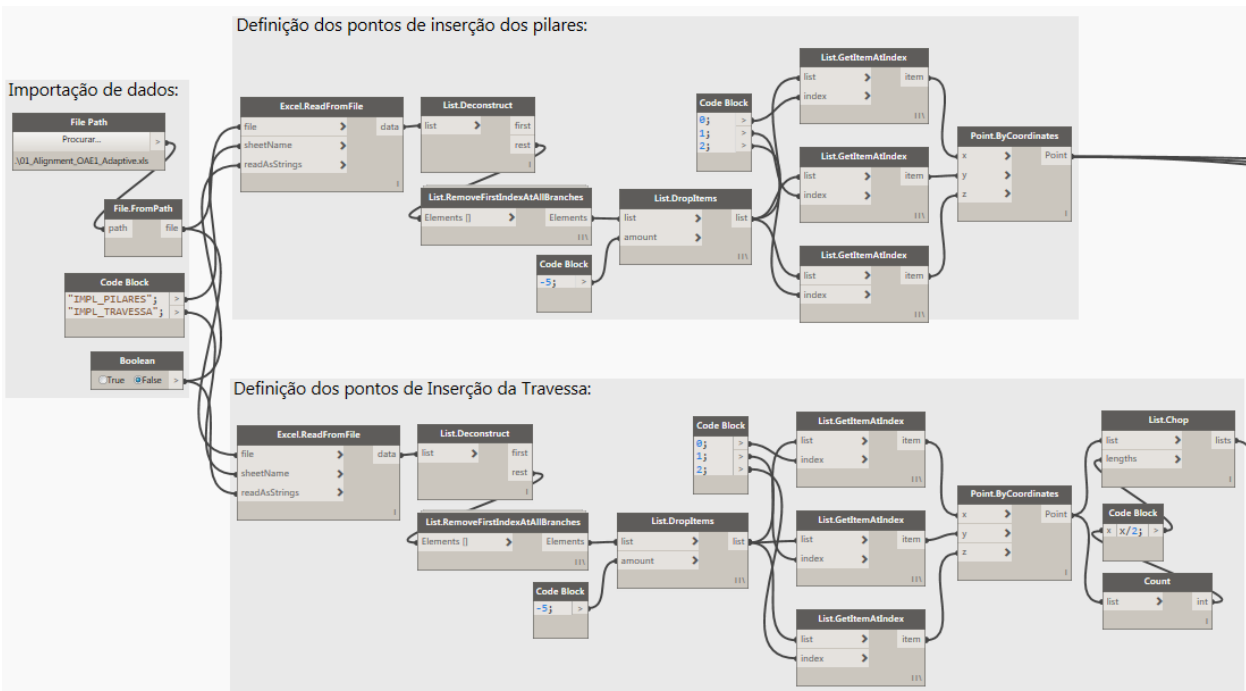 Definição dos pontos de inserção dos pilares:
Importação de dados:
File Path
Procurar...
>
.\01_Alignment_OAE1_Adaptive.xls
File.FromPath
path
file
Code Block
"IMPL_PILARES"; >
"IMPL_TRAVESSA"; >
Boolean
True False >
Excel.ReadFromFile
file > data
sheetName >
readAsStrings >
List.Deconstruct
list > first
rest
List.RemoveFirstIndexAtAllBranches
Elements [] > Elements
List.DropItems
list > list
amount >
Code Block
-5; >
Code Block
0; >
1; >
2; >
List.GetItemAtIndex
list > item
index >
List.GetItemAtIndex
list > item
index >
List.GetItemAtIndex
list > item
index >
Point.ByCoordinates
x > Point
y >
z >
Definição dos pontos de Inserção da Travessa:
Excel.ReadFromFile
file > data
sheetName >
readAsStrings >
List.Deconstruct
list > first
rest
List.RemoveFirstIndexAtAllBranches
Elements [] > Elements
List.DropItems
list > list
amount >
Code Block
-5; >
Code Block
0; >
1; >
2; >
List.GetItemAtIndex
list > item
index >
List.GetItemAtIndex
list > item
index >
List.GetItemAtIndex
list > item
index >
Point.ByCoordinates
x > Point
y >
z >
List.Chop
list > lists
lengths >
Code Block
x x/2; >
Count
list > int